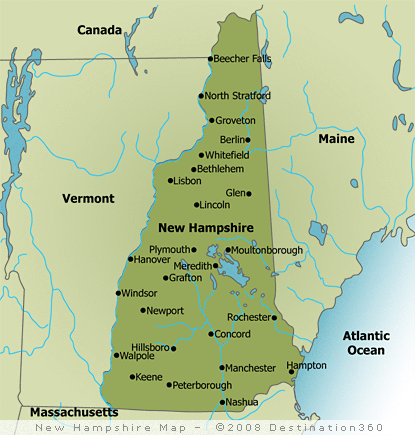 Canada
Beecher Falls
North Stratford
Groveton
Berlin
Maine
Whitefield
Bethlehem
Lisbon
Glen
Vermont
Lincoln
New Hampshire
Plymouth
Moultonborough
Hanover
Meredith
Grafton
Windsor
Newport
Rochester
Concord
Atlantic
Ocean
Hillsboro
Walpole
Hampton
Manchester
Keene
Peterborough
Nashua
Massachusetts
New Hampshire Map - ©2008 Destination360